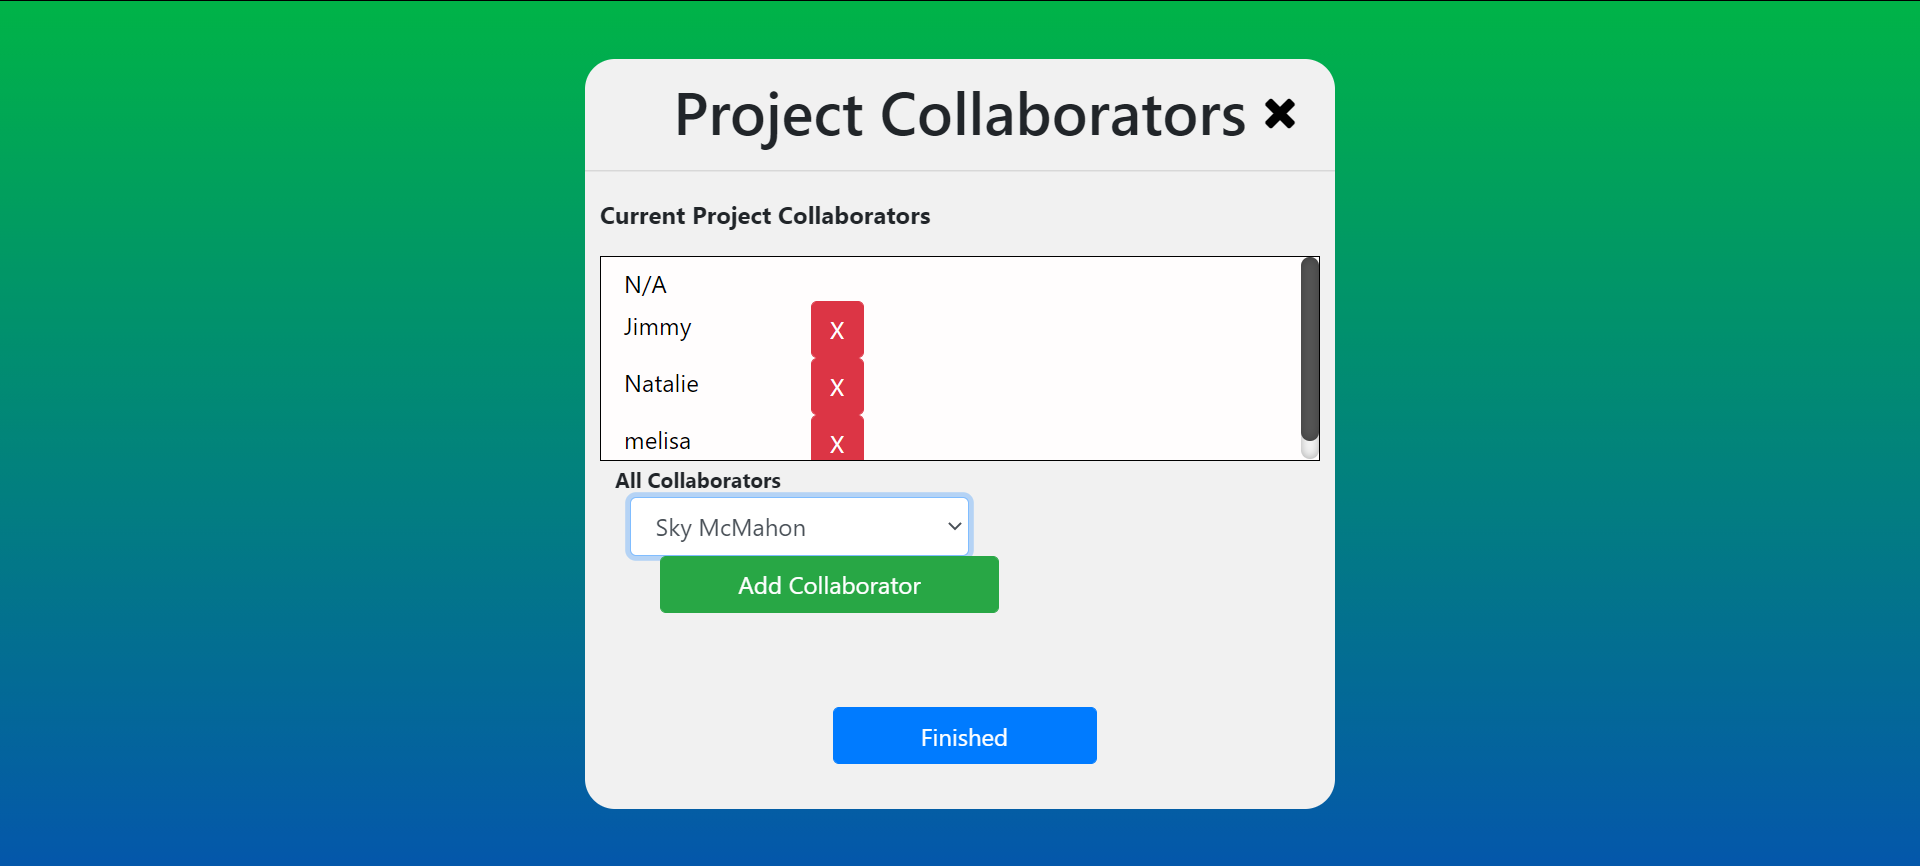 Project Collaborators ✖
Current Project Collaborators
N/A
Jimmy X
Natalie X
melisa X
All Collaborators
Sky McMahon
Add Collaborator
Finished